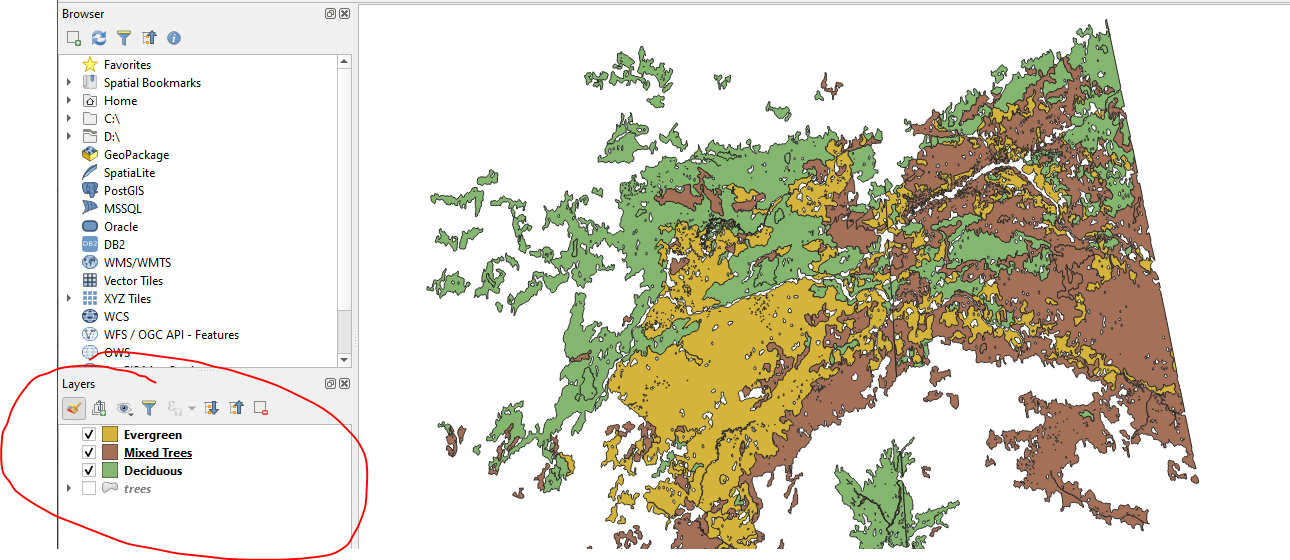 Browser
Favorites
Spatial Bookmarks
Home
C:\
D:\
GeoPackage
SpatiaLite
PostGIS
MSSQL
Oracle
DB2
DB2
WMS/WMTS
Vector Tiles
XYZ Tiles
WCS
WFS / OGC API - Features
OWS
Layers
Evergreen
Mixed Trees
Deciduous
trees